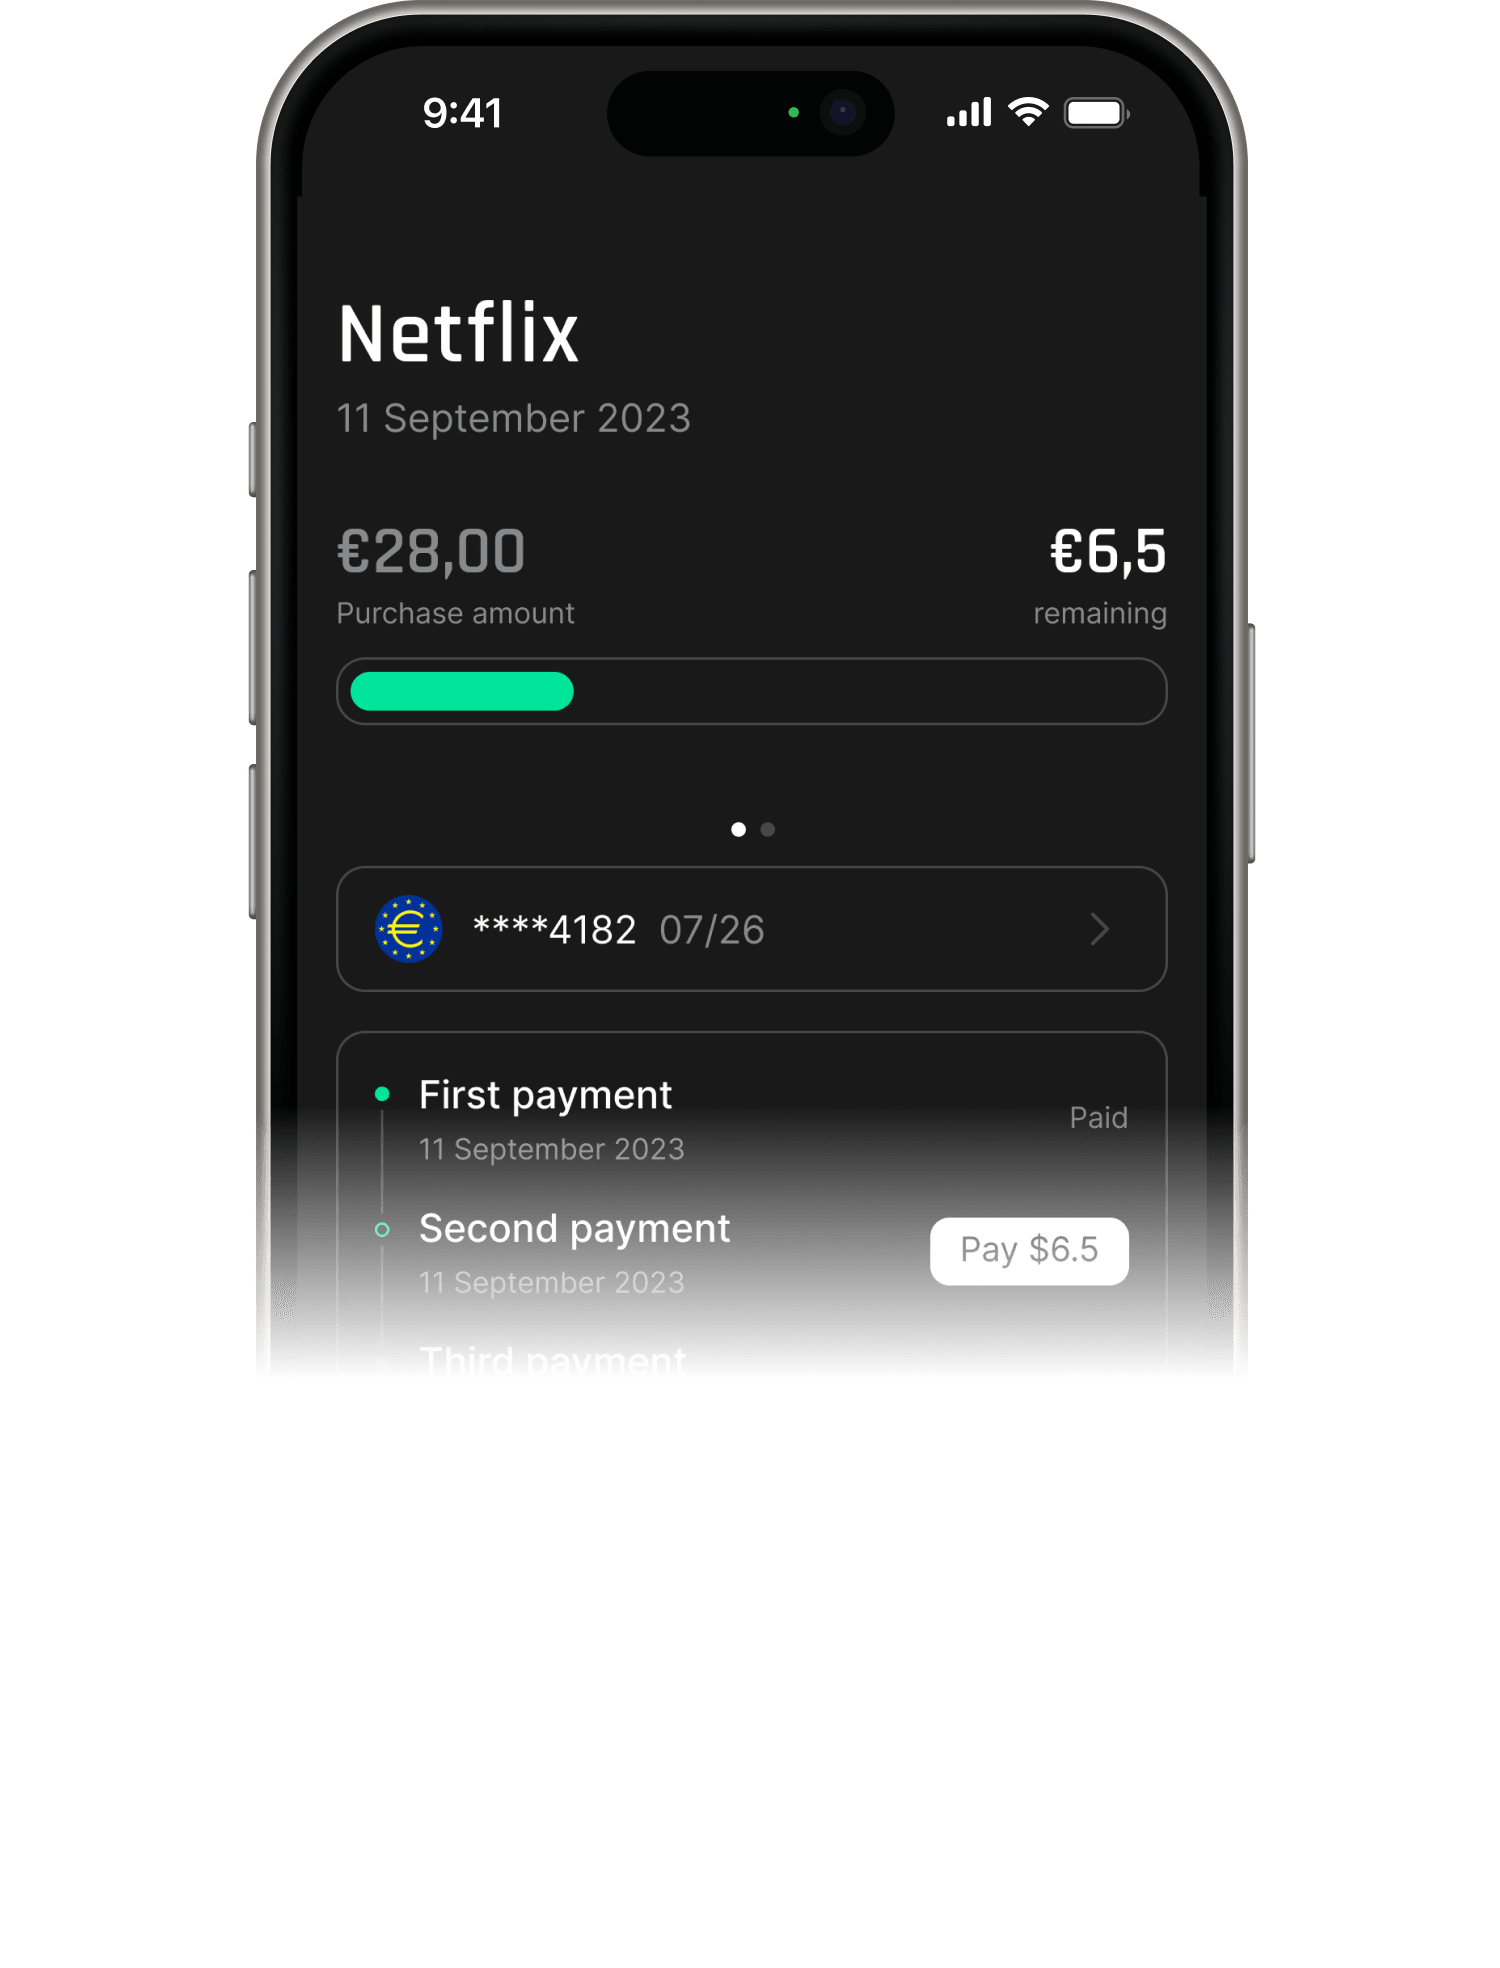 9:41
Netflix
11 September 2023
€28,00
€6,5
Purchase amount
remaining
****4182 07/26
First payment
Paid
11 September 2023
Second payment
Pay $6.5
11 September 2023
Third payment